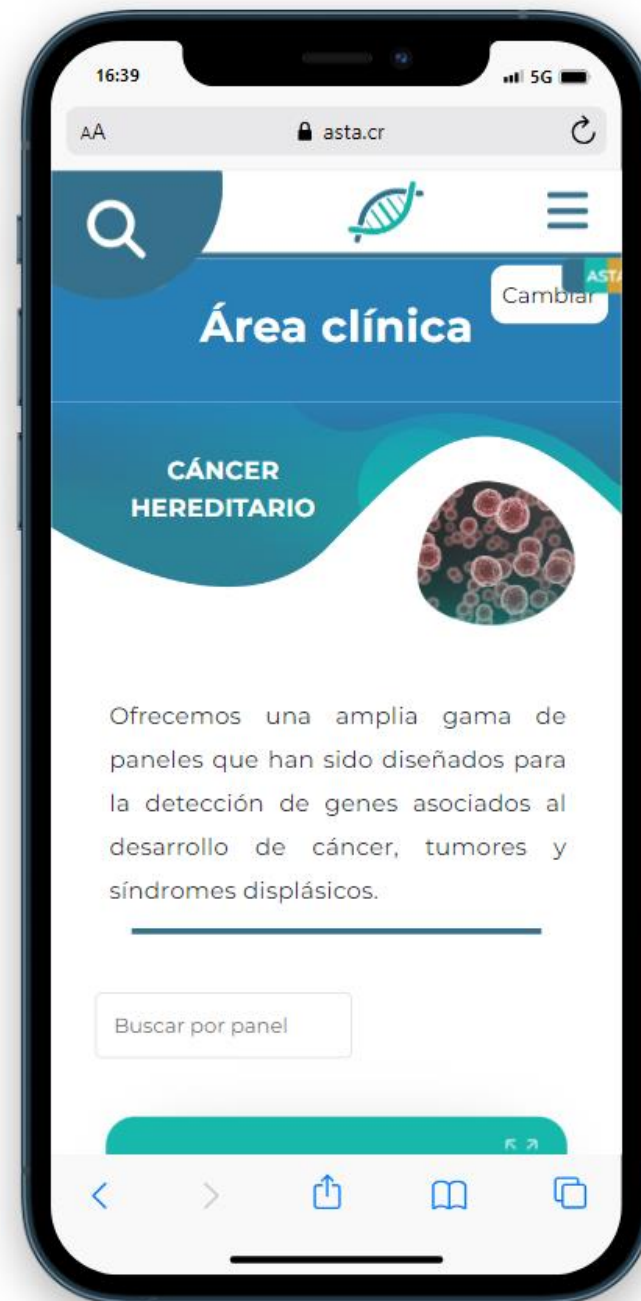 16:39
5G
AA
asta.cr
ASTA
Cambiar
Área clínica
CÁNCER
HEREDITARIO
Ofrecemos una amplia gama de
paneles que han sido diseñados para
la detección de genes asociados al
desarrollo de cáncer, tumores y
síndromes displásicos.
Buscar por panel